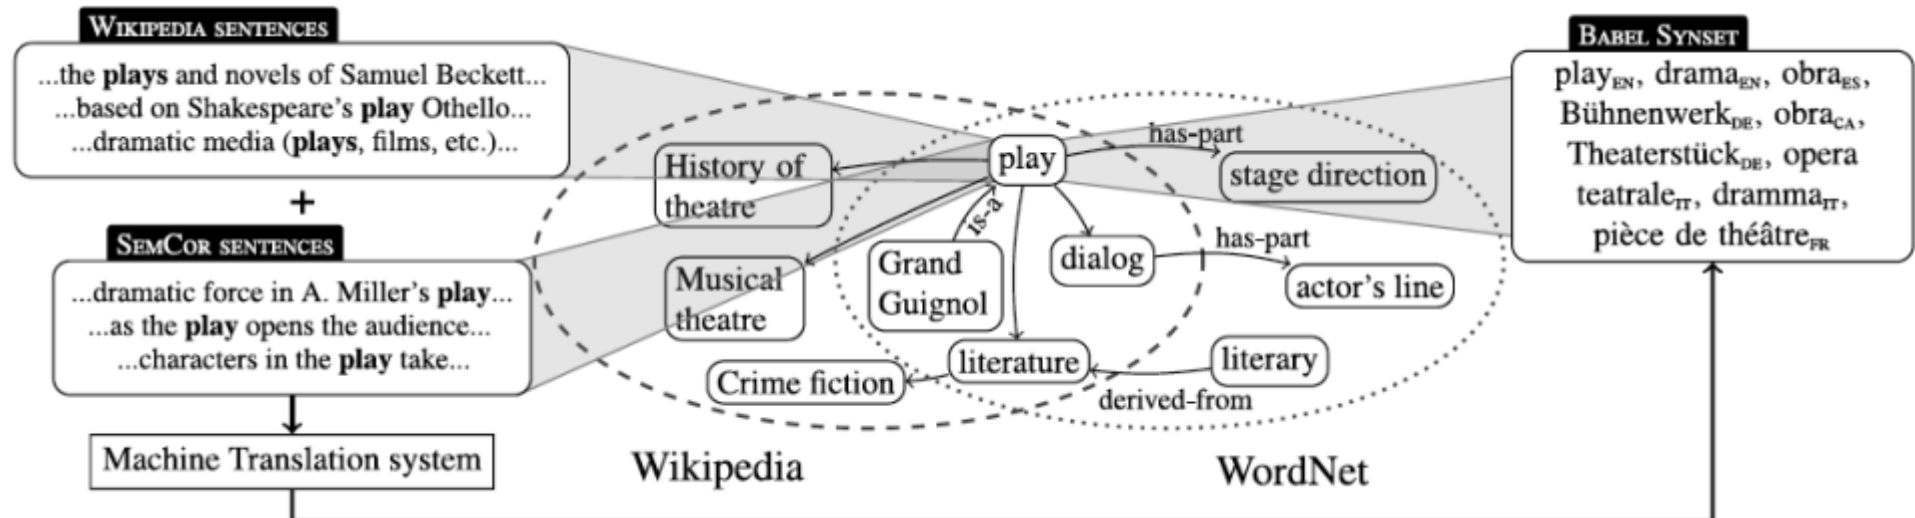 WIKIPEDIA SENTENCES
...the plays and novels of Samuel Beckett...
...based on Shakespeare's play Othello...
...dramatic media (plays, films, etc.)...
+
SEMCOR SENTENCES
...dramatic force in A. Miller's play...
...as the play opens the audience...
...characters in the play take...
Machine Translation system
History of
theatre
Musical
theatre
Crime fiction
play
is-a
Grand
Guignol
literature
dialog
has-part
stage direction
has-part
actor's line
literary
derived-from
Wikipedia
WordNet
BABEL SYNSET
playEN, dramaEN, obraES,
BühnenwerkDE, obraCA,
TheaterstückDE, opera
teatraleIT, drammaIT,
pièce de théâtreFR